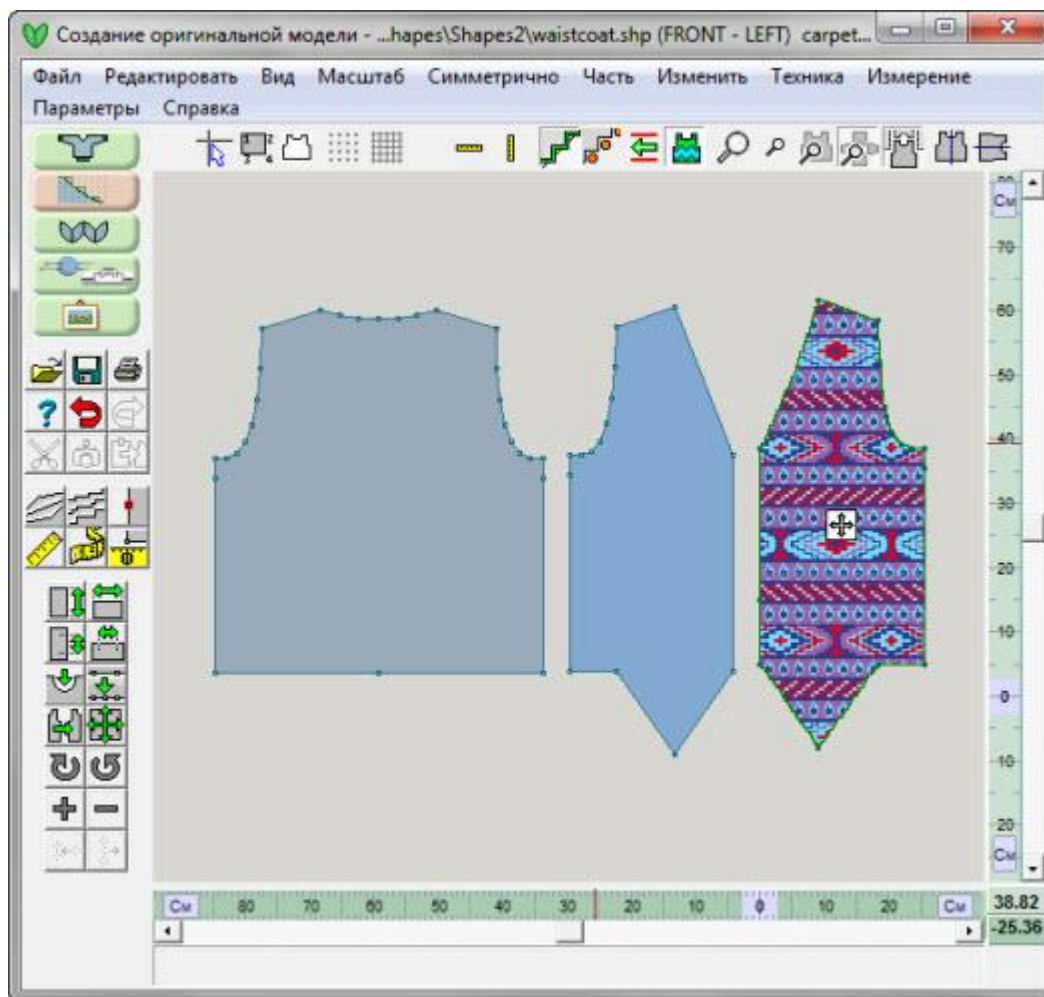 Создание оригинальной модели - ...hapes\Shapes2\waistcoat.shp (FRONT - LEFT) carpet...
Файл Редактировать Вид Масштаб Симметрично Часть Изменить Техника Измерение
Параметры Справка
См
70
60
50
40
30
20
10
0
10
20
См
См 80 70 60 50 40 30 20 10 0 10 20 См
38.82
-25.36